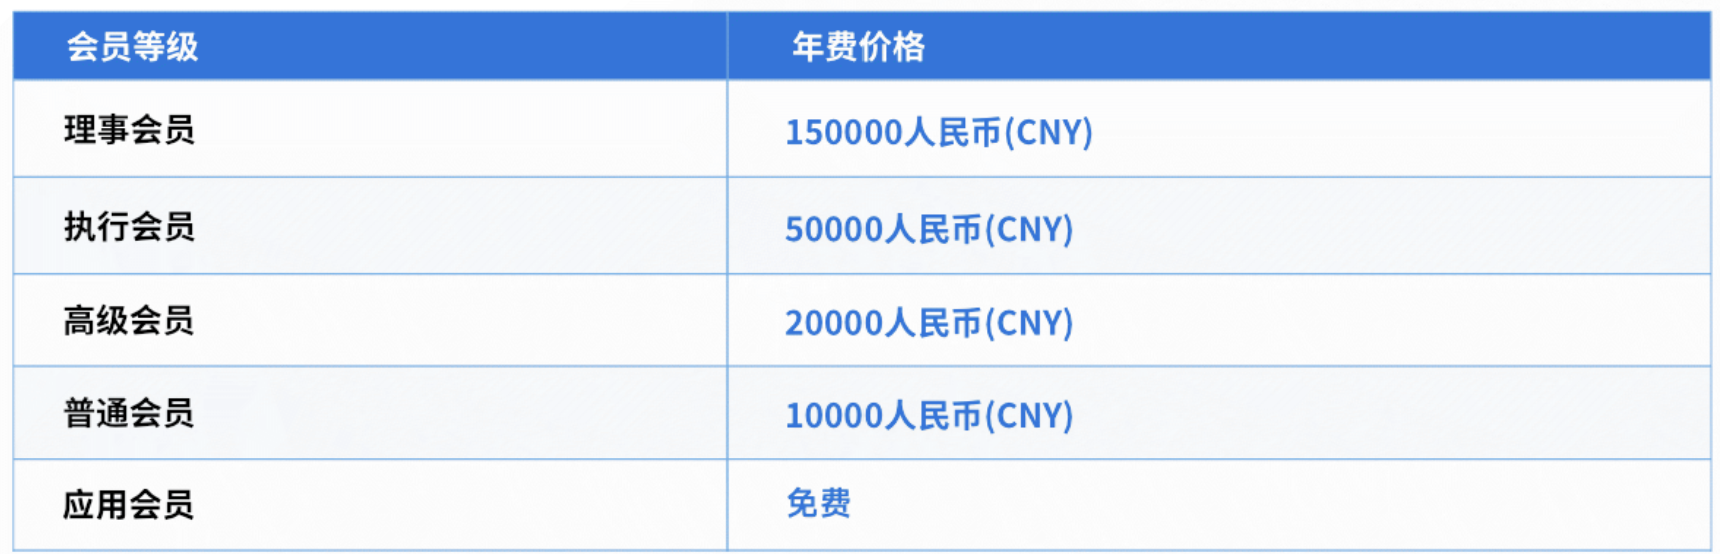 会员等级 年费价格
理事会员 150000人民币(CNY)
执行会员 50000人民币(CNY)
高级会员 20000人民币(CNY)
普通会员 10000人民币(CNY)
应用会员 免费